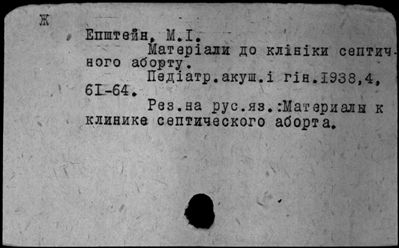 Ж
Епштейн, М.І.
Матеріали до клініки септич-
ного аборту.
Педіатр.акуш.і гін.1938,4,
61-64.
Рез.на рус.яз.:Материалы к
клинике септического аборта.